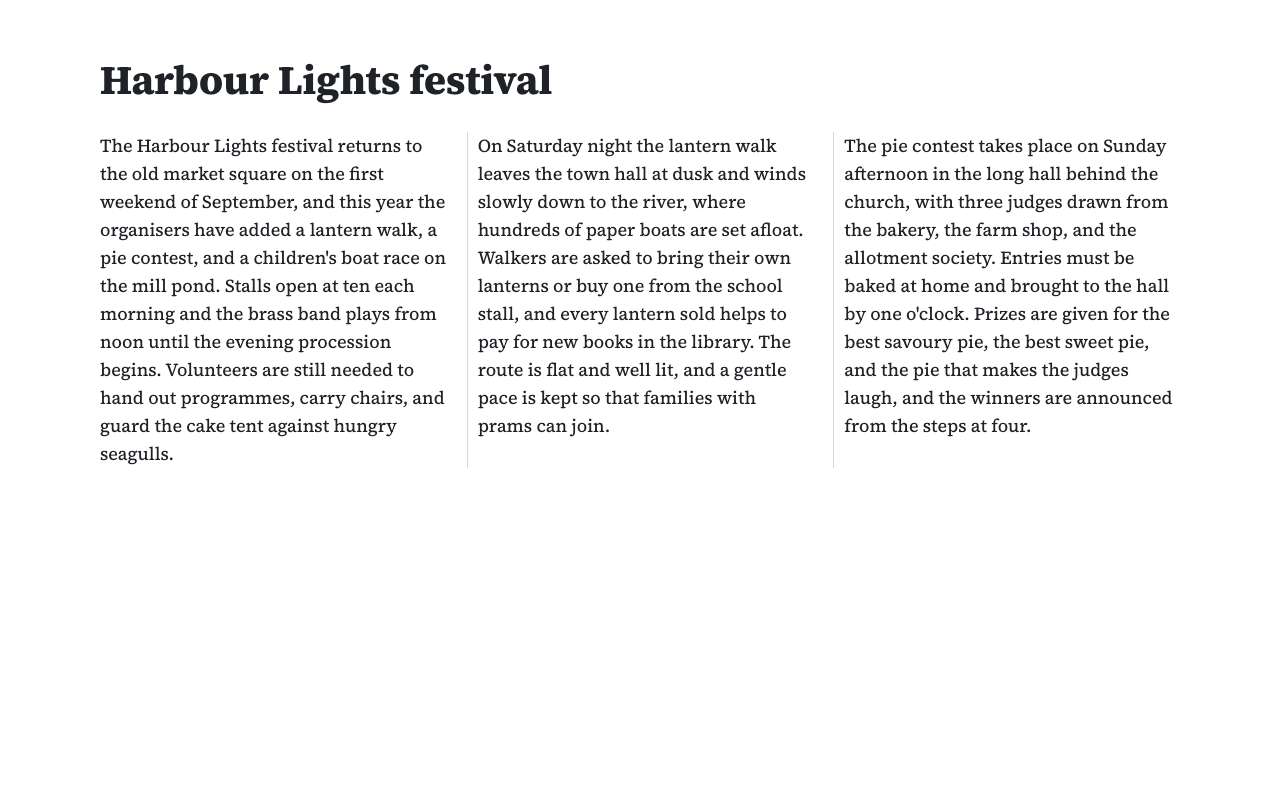 Harbour Lights festival
The Harbour Lights festival returns to
the old market square on the first
weekend of September, and this year the
organisers have added a lantern walk, a
pie contest, and a children's boat race on
the mill pond. Stalls open at ten each
morning and the brass band plays from
noon until the evening procession
begins. Volunteers are still needed to
hand out programmes, carry chairs, and
guard the cake tent against hungry
seagulls.
On Saturday night the lantern walk
leaves the town hall at dusk and winds
slowly down to the river, where
hundreds of paper boats are set afloat.
Walkers are asked to bring their own
lanterns or buy one from the school
stall, and every lantern sold helps to
pay for new books in the library. The
route is flat and well lit, and a gentle
pace is kept so that families with
prams can join.
The pie contest takes place on Sunday
afternoon in the long hall behind the
church, with three judges drawn from
the bakery, the farm shop, and the
allotment society. Entries must be
baked at home and brought to the hall
by one o'clock. Prizes are given for the
best savoury pie, the best sweet pie,
and the pie that makes the judges
laugh, and the winners are announced
from the steps at four.